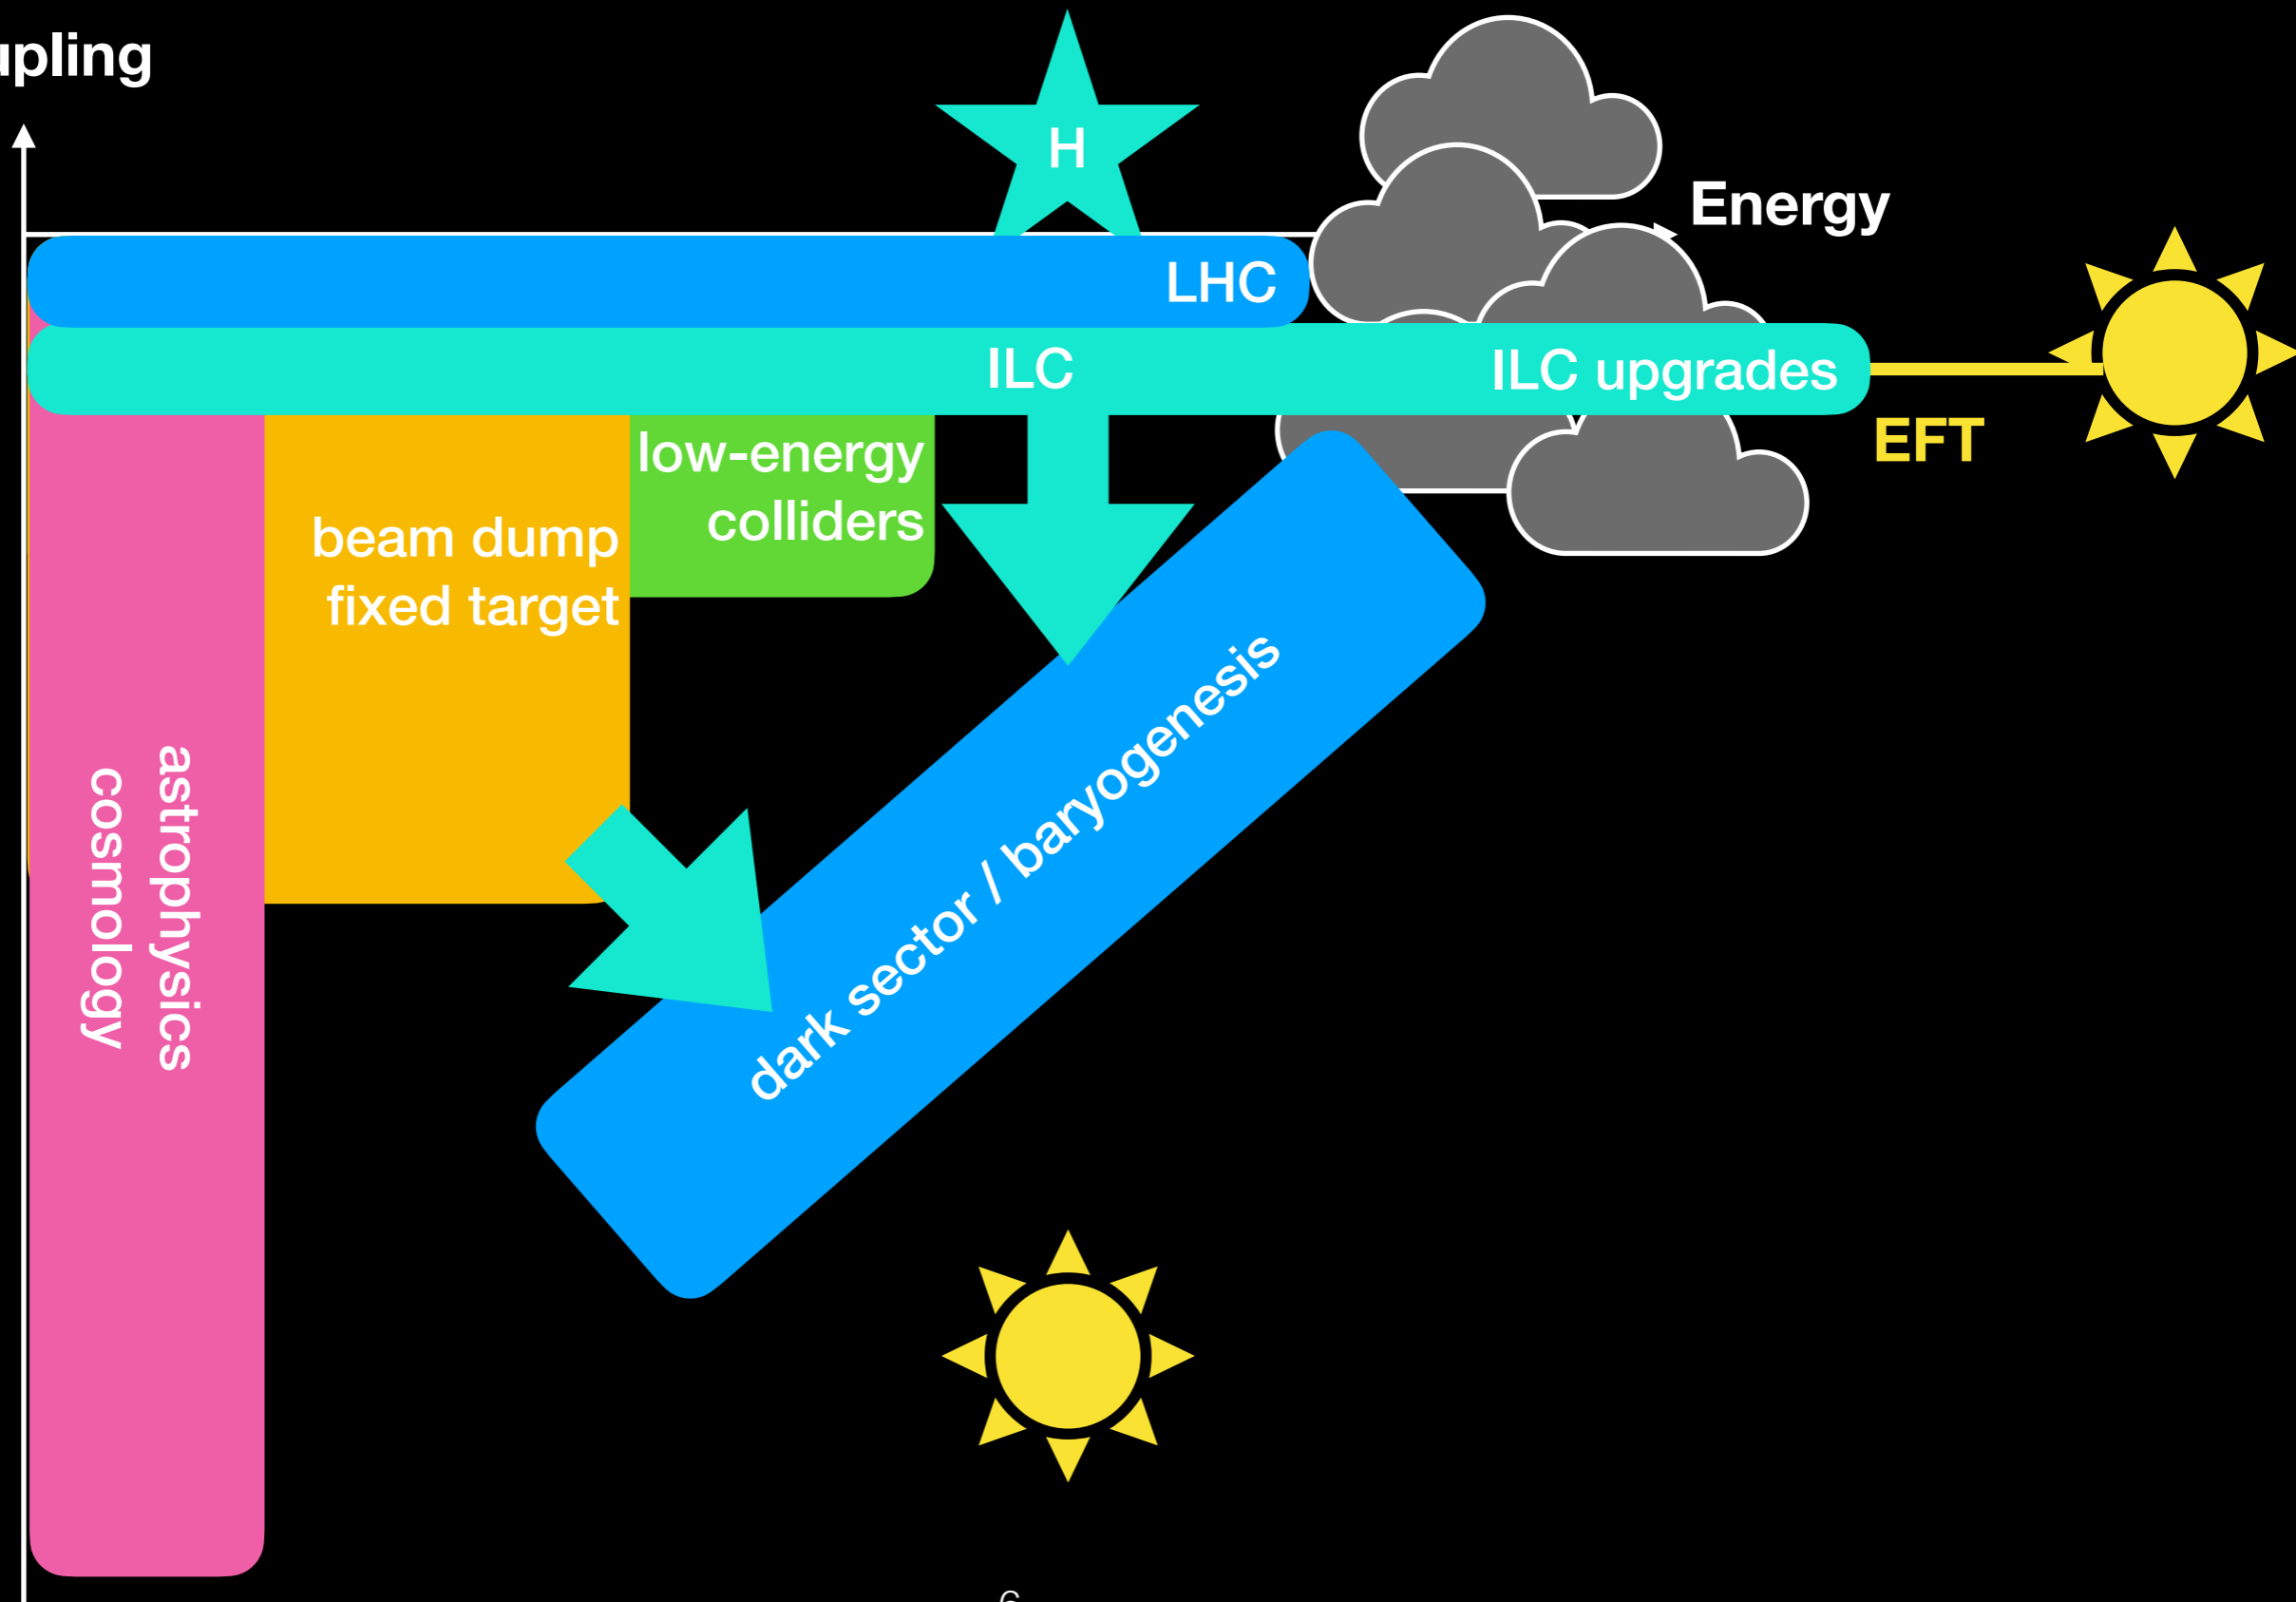 upling
H
Energy
LHC
ILC
ILC upgrades
EFT
low-energy
colliders
beam dump
fixed target
astrophysics
cosmology
dark sector / baryogenesis
6